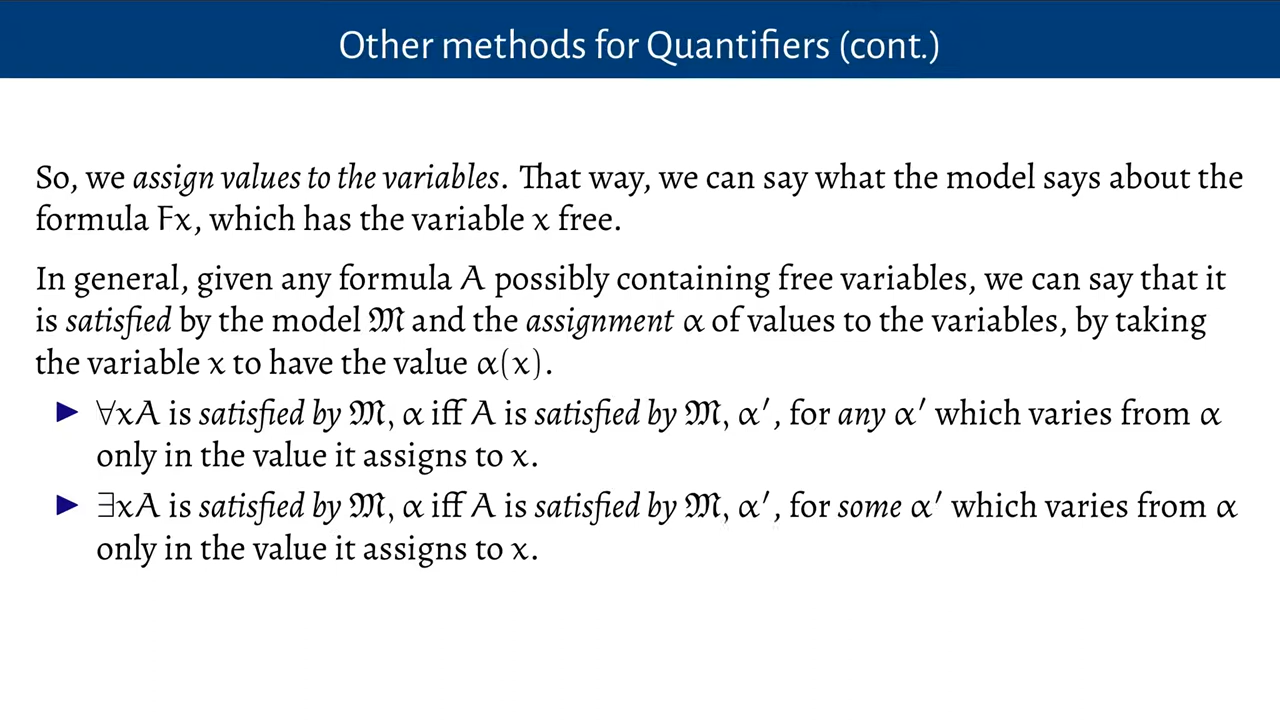 Other methods for Quantifiers (cont.)
So, we assign values to the variables. That way, we can say what the model says about the
formula Fx, which has the variable x free.
In general, given any formula A possibly containing free variables, we can say that it
is satisfied by the model 𝔐 and the assignment α of values to the variables, by taking
the variable x to have the value α(x).
▶ ∀xA is satisfied by 𝔐, α iff A is satisfied by 𝔐, α′, for any α′ which varies from α
only in the value it assigns to x.
▶ ∃xA is satisfied by 𝔐, α iff A is satisfied by 𝔐, α′, for some α′ which varies from α
only in the value it assigns to x.